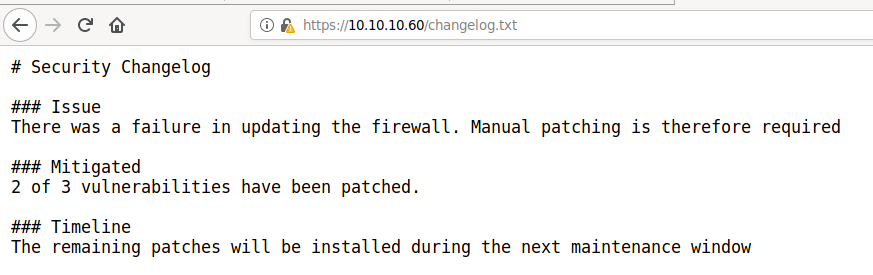 https://10.10.10.60/changelog.txt
# Security Changelog
### Issue
There was a failure in updating the firewall. Manual patching is therefore required
### Mitigated
2 of 3 vulnerabilities have been patched.
### Timeline
The remaining patches will be installed during the next maintenance window